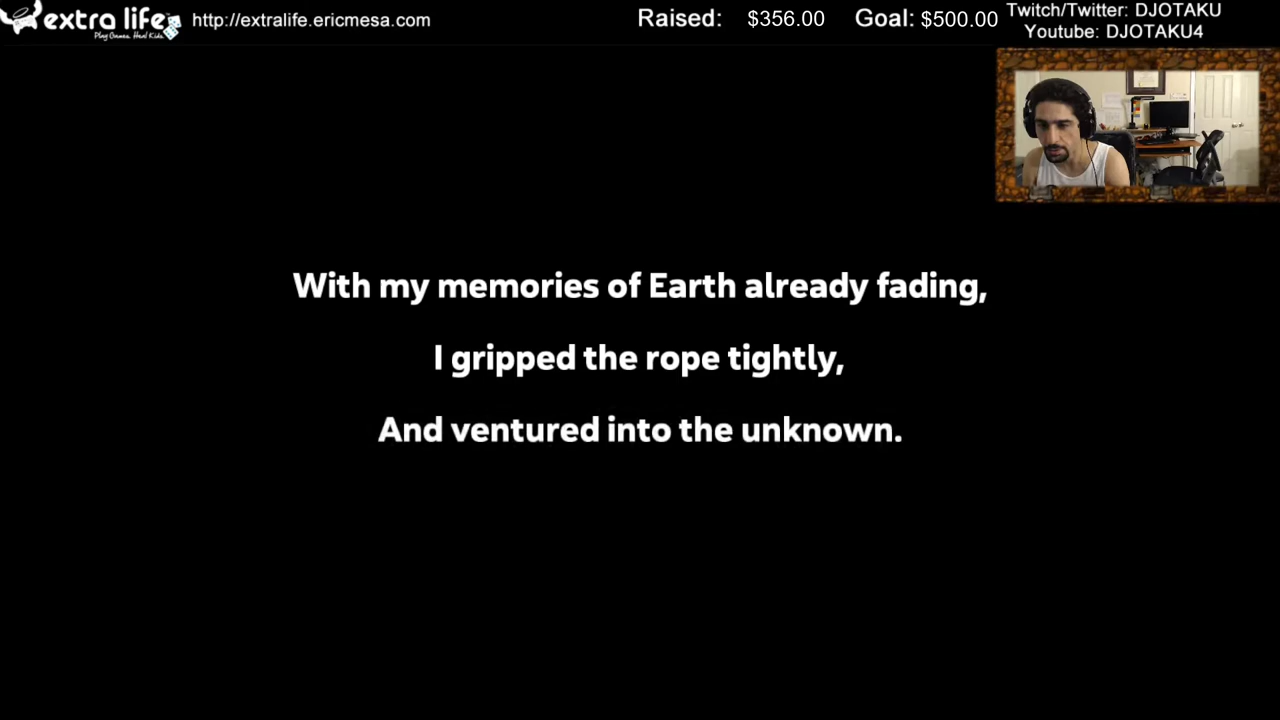 extra life
Play Games. Heal Kids.
http://extralife.ericmesa.com
Raised: $356.00 Goal: $500.00
Twitch/Twitter: DJOTAKU
Youtube: DJOTAKU4
With my memories of Earth already fading,
I gripped the rope tightly,
And ventured into the unknown.